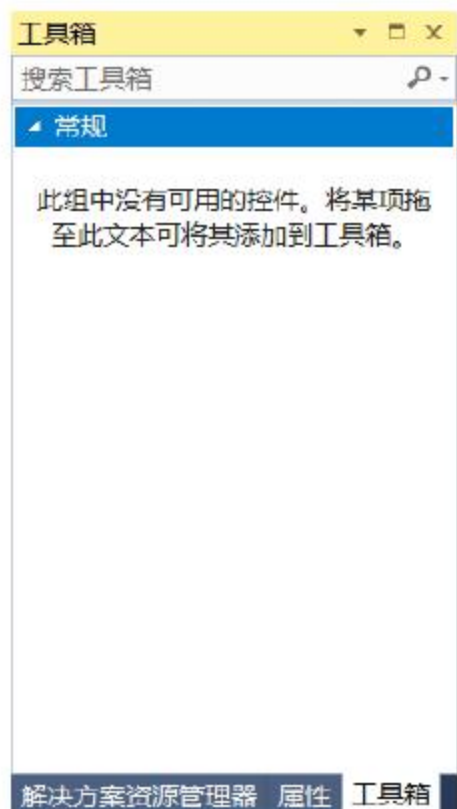 工具箱
搜索工具箱
常规
此组中没有可用的控件。将某项拖
至此文本可将其添加到工具箱。
解决方案资源管理器 属性 工具箱